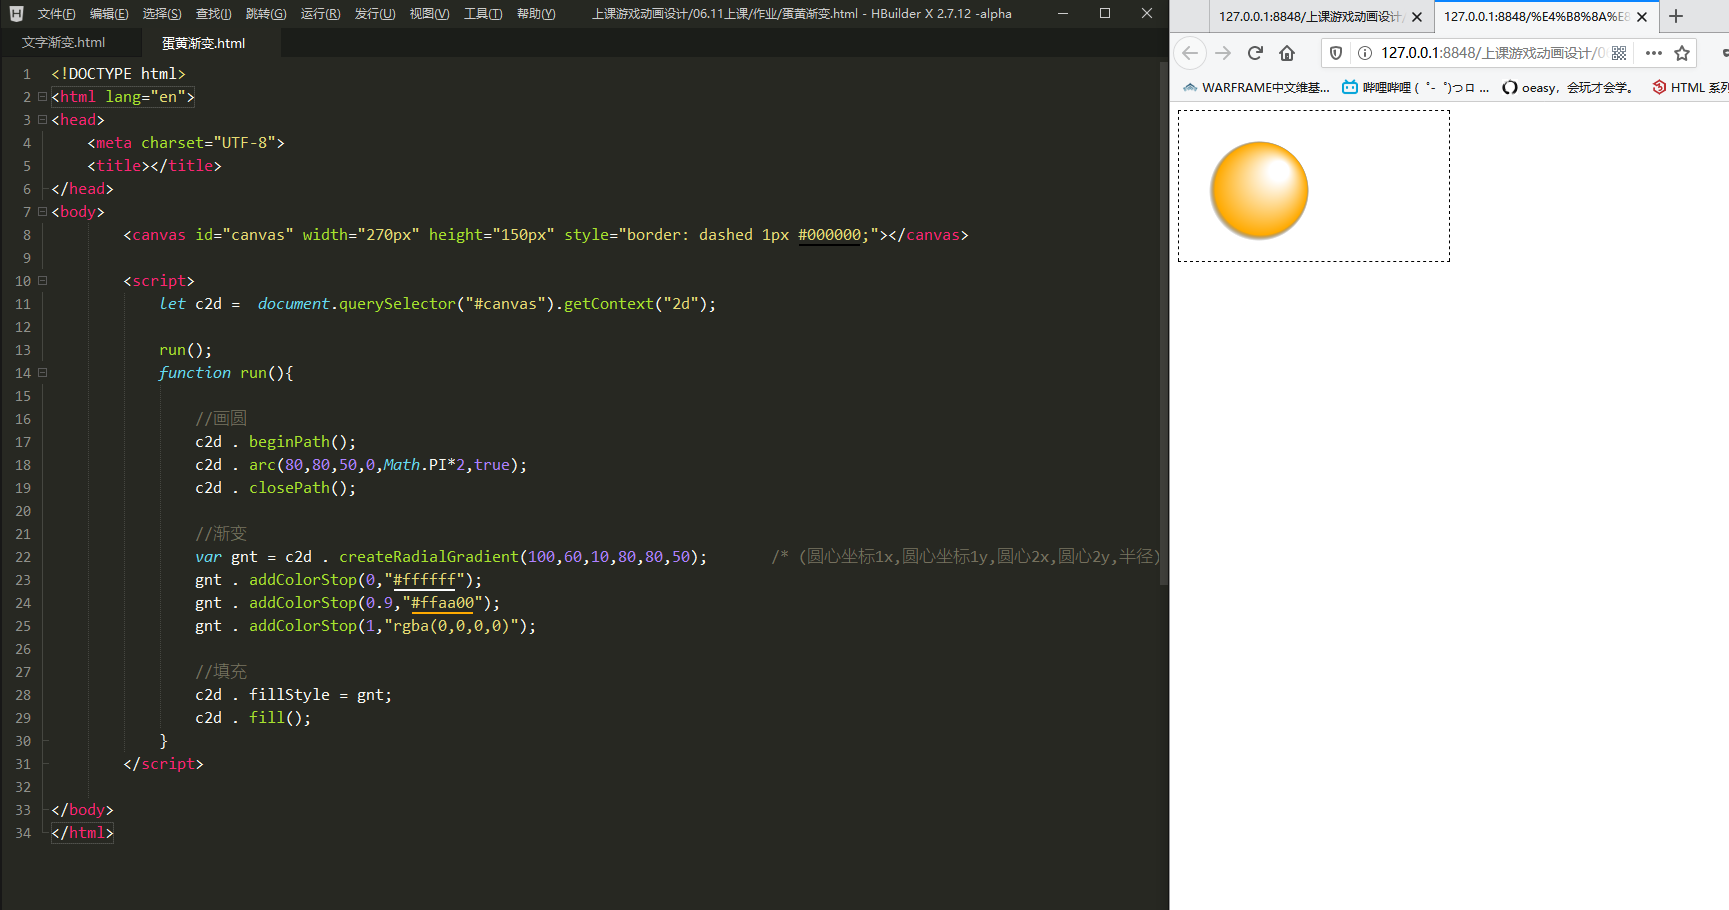 文件(F) 编辑(E) 选择(S) 查找(I) 跳转(G) 运行(R) 发行(U) 视图(V) 工具(T) 帮助(Y) 上课游戏动画设计/06.11上课/作业/蛋黄渐变.html - HBuilder X 2.7.12 -alpha
文字渐变.html 蛋黄渐变.html
1 <!DOCTYPE html>
2 <html lang="en">
3 <head>
4 <meta charset="UTF-8">
5 <title></title>
6 </head>
7 <body>
8 <canvas id="canvas" width="270px" height="150px" style="border: dashed 1px #000000;"></canvas>
9
10 <script>
11 let c2d =  document.querySelector("#canvas").getContext("2d");
12
13 run();
14 function run(){
15
16 //画圆
17 c2d . beginPath();
18 c2d . arc(80,80,50,0,Math.PI*2,true);
19 c2d . closePath();
20
21 //渐变
22 var gnt = c2d . createRadialGradient(100,60,10,80,80,50); /* (圆心坐标1x,圆心坐标1y,圆心2x,圆心2y,半径)
23 gnt . addColorStop(0,"#ffffff");
24 gnt . addColorStop(0.9,"#ffaa00");
25 gnt . addColorStop(1,"rgba(0,0,0,0)");
26
27 //填充
28 c2d . fillStyle = gnt;
29 c2d . fill();
30 }
31 </script>
32
33 </body>
34 </html>
127.0.0.1:8848/上课游戏动画设计 127.0.0.1:8848/%E4%B8%8A%E8
127.0.0.1:8848/上课游戏动画设计/0
WARFRAME中文维基... 哔哩哔哩 ( ゜- ゜)つロ ... oeasy，会玩才会学。 HTML 系列